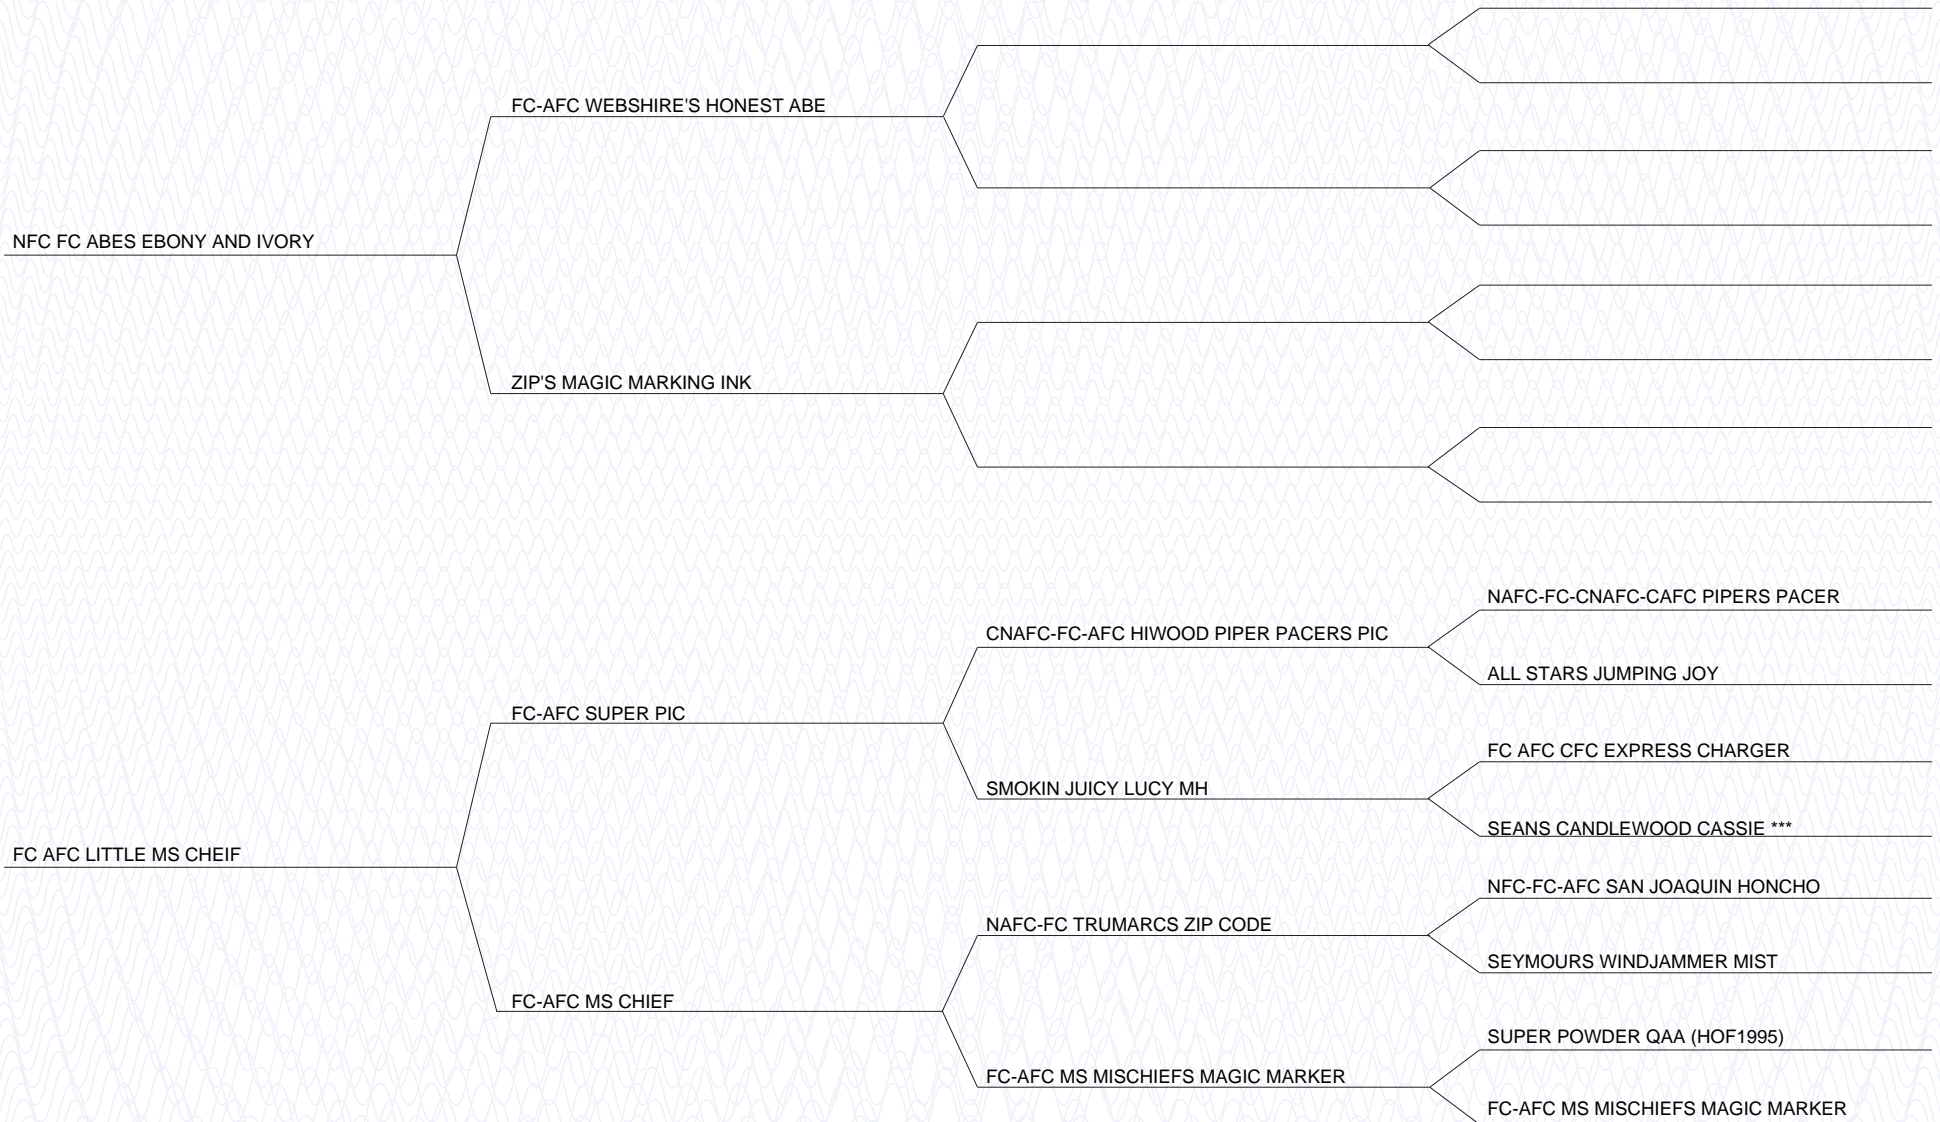 FC-AFC WEBSHIRE'S HONEST ABE
NFC FC ABES EBONY AND IVORY
ZIP'S MAGIC MARKING INK
NAFC-FC-CNAFC-CAFC PIPERS PACER
CNAFC-FC-AFC HIWOOD PIPER PACERS PIC
ALL STARS JUMPING JOY
FC-AFC SUPER PIC
FC AFC CFC EXPRESS CHARGER
SMOKIN JUICY LUCY MH
SEANS CANDLEWOOD CASSIE ***
FC AFC LITTLE MS CHEIF
NFC-FC-AFC SAN JOAQUIN HONCHO
NAFC-FC TRUMARCS ZIP CODE
SEYMOURS WINDJAMMER MIST
FC-AFC MS CHIEF
SUPER POWDER QAA (HOF1995)
FC-AFC MS MISCHIEFS MAGIC MARKER
FC-AFC MS MISCHIEFS MAGIC MARKER